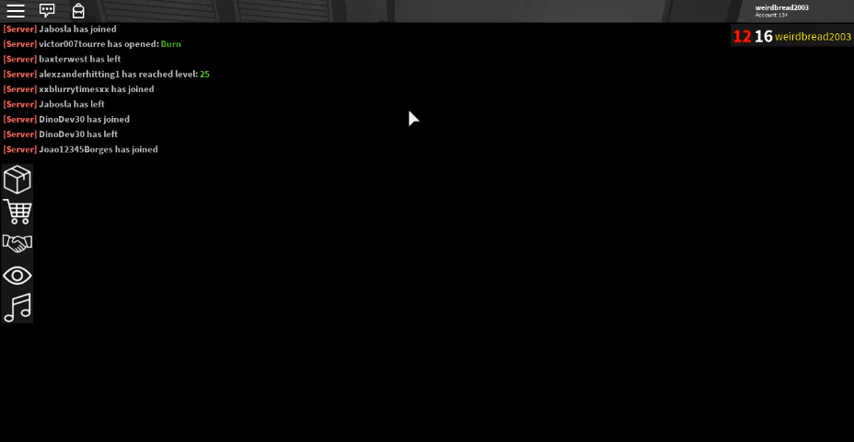 weirdbread2003
Account: 13+
[Server] Jabosla has joined
[Server] victor007tourre has opened: Burn
[Server] baxterwest has left
[Server] alexzanderhitting1 has reached level: 25
[Server] xxblurrytimesxx has joined
[Server] Jabosla has left
[Server] DinoDev30 has joined
[Server] DinoDev30 has left
[Server] Joao12345Borges has joined
12 16 weirdbread2003